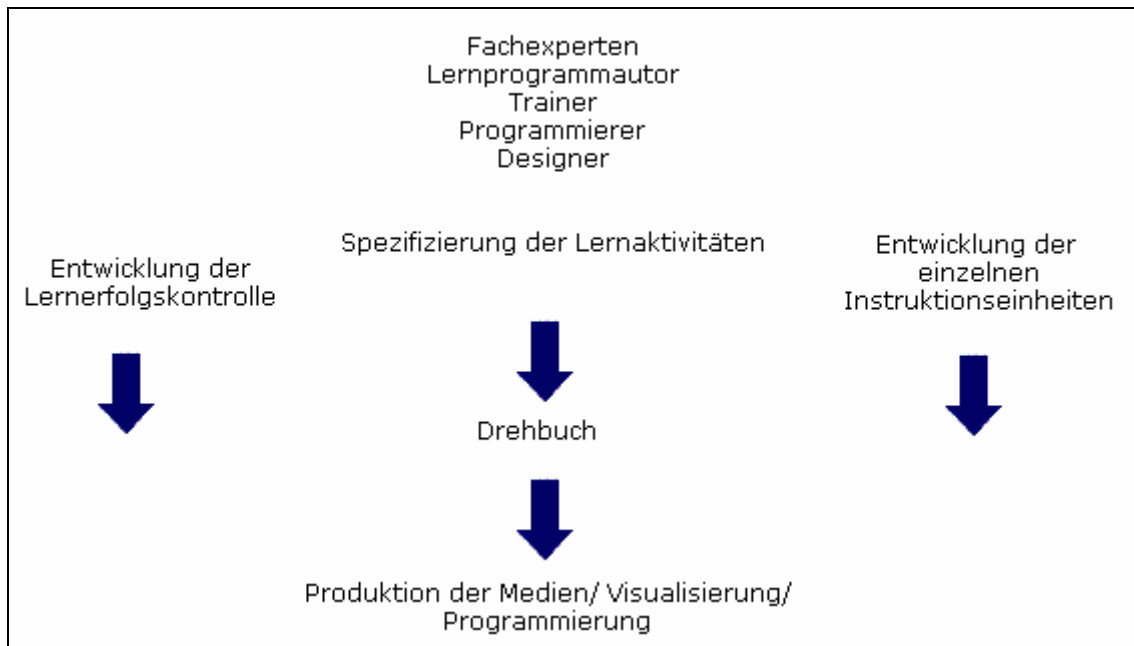 Fachexperten
Lernprogrammautor
Trainer
Programmierer
Designer
Entwicklung der
Lernerfolgskontrolle
Spezifizierung der Lernaktivitäten
Entwicklung der
einzelnen
Instruktionseinheiten
Drehbuch
Produktion der Medien/ Visualisierung/
Programmierung